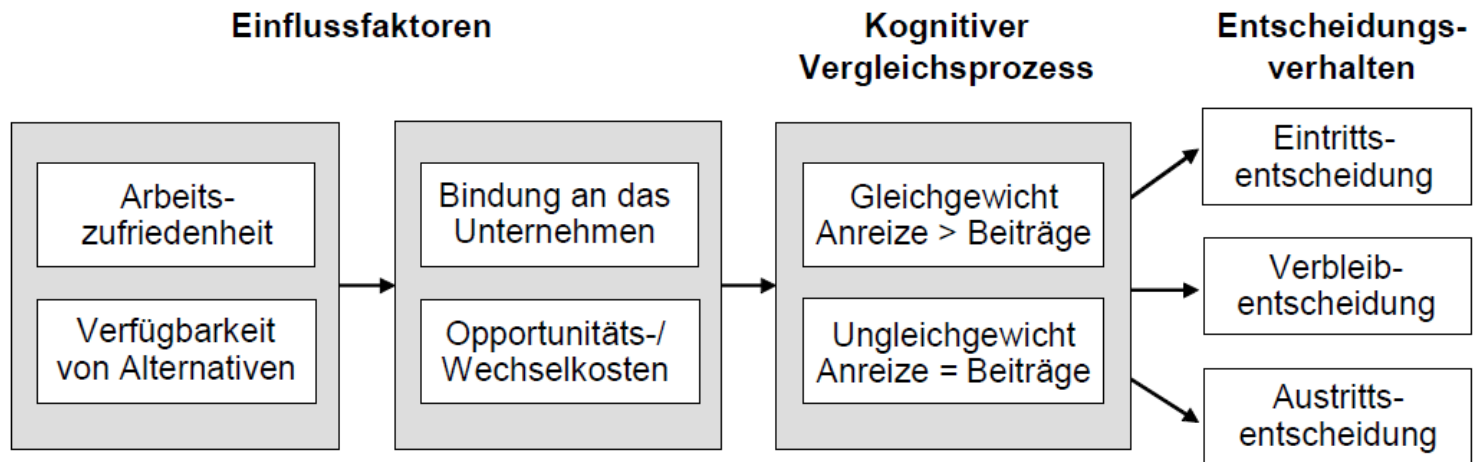 Einflussfaktoren
Kognitiver
Vergleichsprozess
Entscheidungs-
verhalten
Arbeits-
zufriedenheit
Verfügbarkeit
von Alternativen
Bindung an das
Unternehmen
Opportunitäts-/
Wechselkosten
Gleichgewicht
Anreize > Beiträge
Ungleichgewicht
Anreize = Beiträge
Eintritts-
entscheidung
Verbleib-
entscheidung
Austritts-
entscheidung